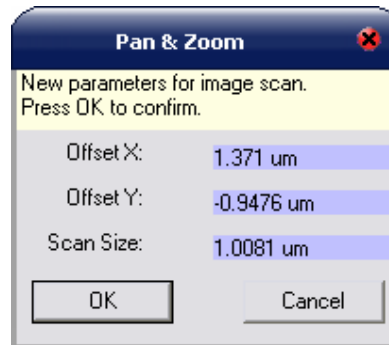 Pan & Zoom
New parameters for image scan.
Press OK to confirm.
Offset X: 1.371 um
Offset Y: -0.9476 um
Scan Size: 1.0081 um
OK Cancel